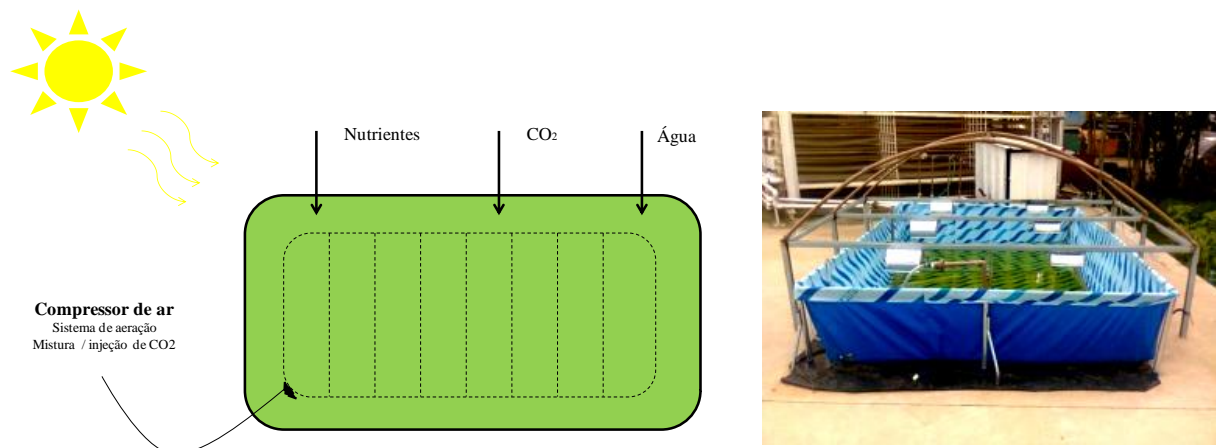 Nutrientes
CO₂
Água
Compressor de ar
Sistema de aeração
Mistura / injeção de CO2